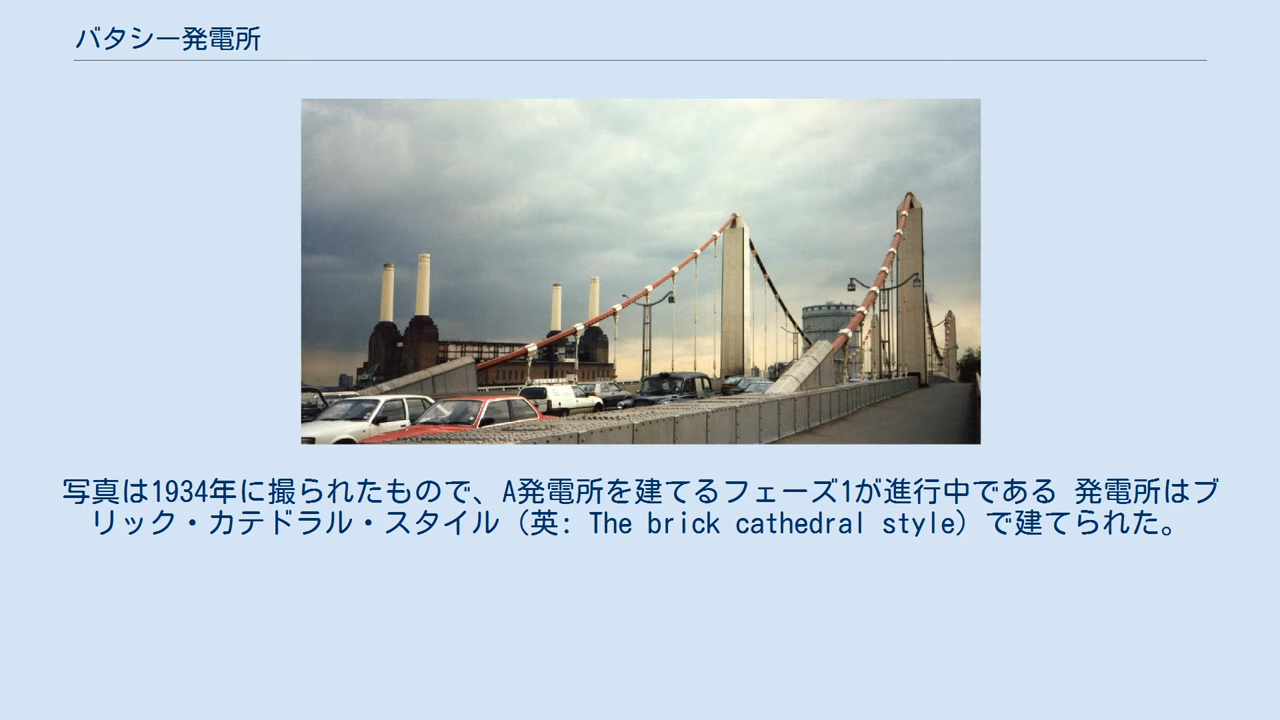 バタシー発電所
写真は1934年に撮られたもので、A発電所を建てるフェーズ1が進行中である 発電所はブ
リック・カテドラル・スタイル（英: The brick cathedral style）で建てられた。